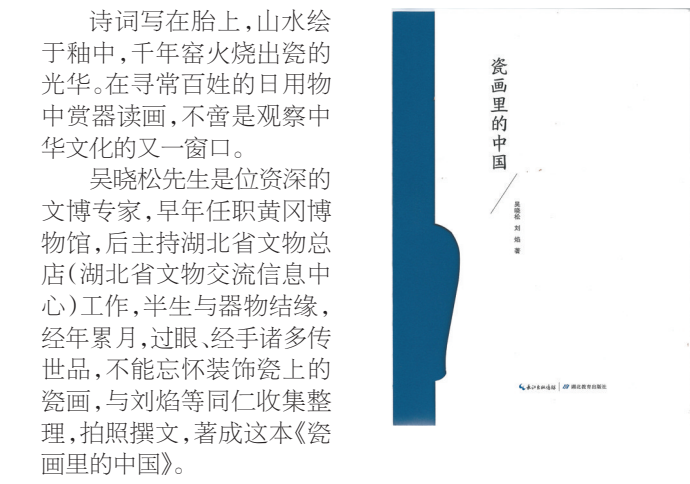 诗词写在胎上,山水绘
于釉中,千年窑火烧出瓷的
光华。在寻常百姓的日用物
中赏器读画,不啻是观察中
华文化的又一窗口。
吴晓松先生是位资深的
文博专家,早年任职黄冈博
物馆,后主持湖北省文物总
店(湖北省文物交流信息中
心)工作,半生与器物结缘,
经年累月,过眼、经手诸多传
世品,不能忘怀装饰瓷上的
瓷画,与刘焰等同仁收集整
理,拍照撰文,著成这本《瓷
画里的中国》。
瓷画里的中国
吴晓松 刘焰 著
长江出版传媒 湖北教育出版社